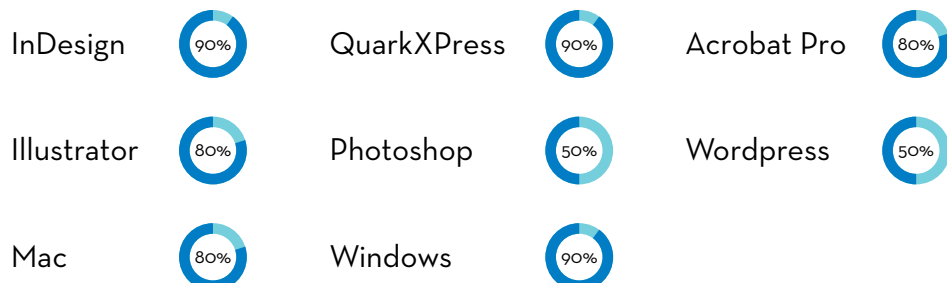 InDesign 90% QuarkXPress 90% Acrobat Pro 80%
Illustrator 80% Photoshop 50% Wordpress 50%
Mac 80% Windows 90%